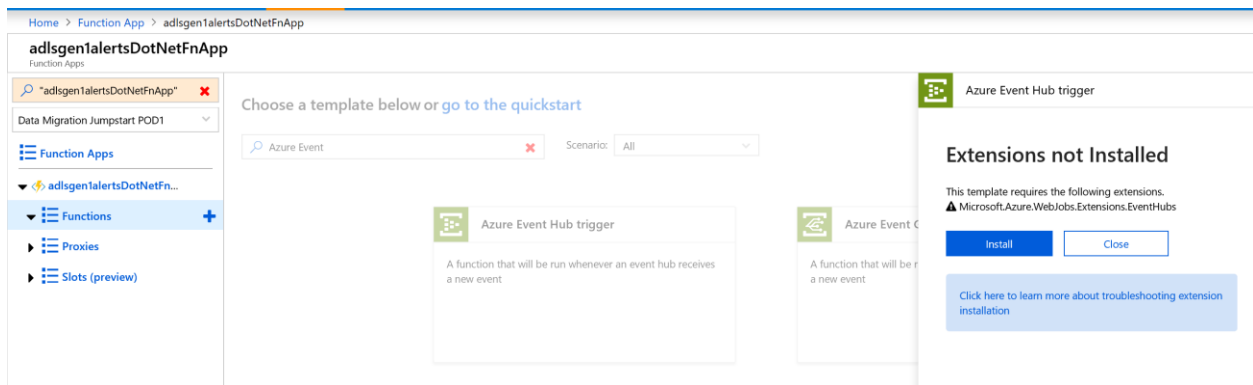 Home > Function App > adlsgen1alertsDotNetFnApp
adlsgen1alertsDotNetFnApp
Function Apps
"adlsgen1alertsDotNetFnApp"
Data Migration Jumpstart POD1
Function Apps
adlsgen1alertsDotNetFn...
Functions
Proxies
Slots (preview)
Choose a template below or go to the quickstart
Azure Event
Scenario: All
Azure Event Hub trigger
A function that will be run whenever an event hub receives
a new event
Azure Event
A function that will be r
a new event
Azure Event Hub trigger
Extensions not Installed
This template requires the following extensions.
Microsoft.Azure.WebJobs.Extensions.EventHubs
Install
Close
Click here to learn more about troubleshooting extension
installation